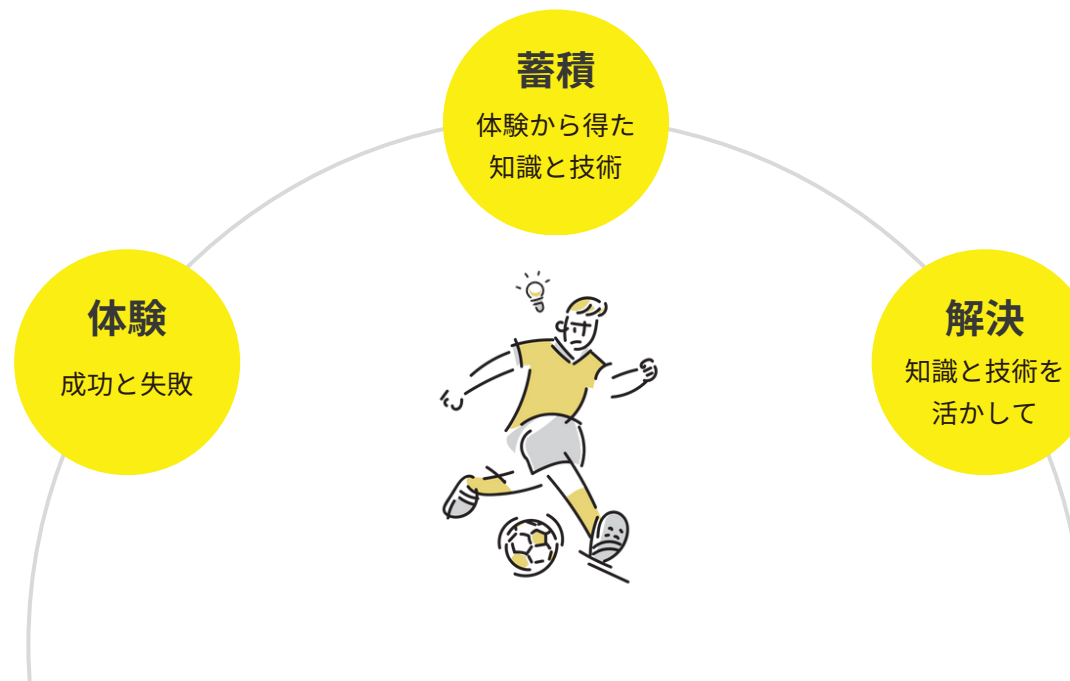 蓄積
体験から得た
知識と技術
体験
成功と失敗
解決
知識と技術を
活かして